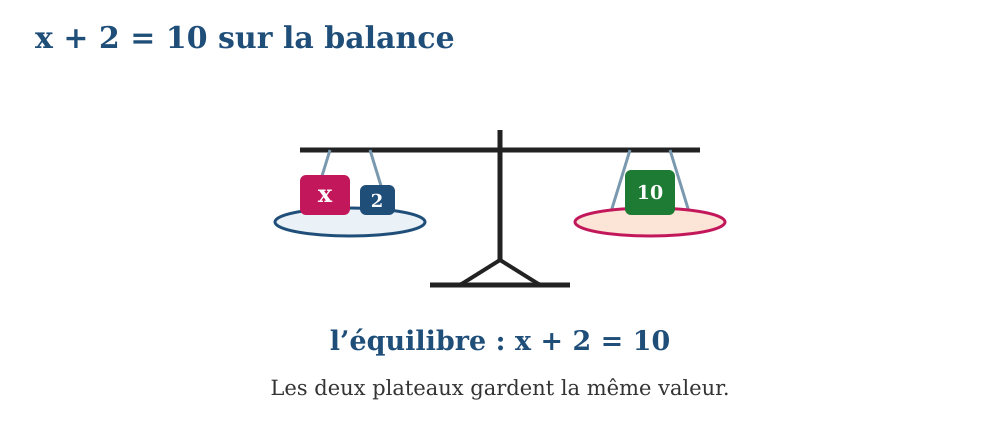 x + 2 = 10 sur la balance
x
2
10
l’équilibre : x + 2 = 10
Les deux plateaux gardent la même valeur.